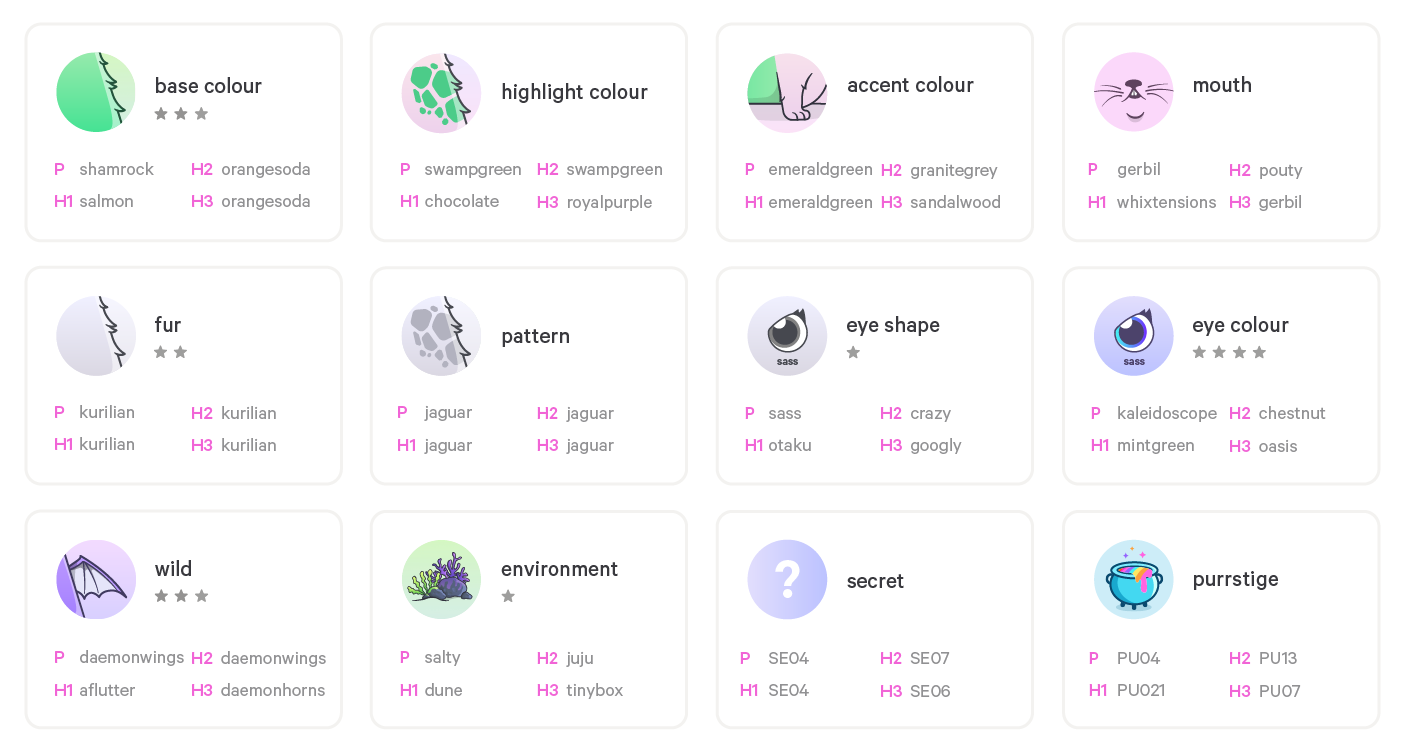 base colour
P shamrock H2 orangesoda
H1 salmon H3 orangesoda
highlight colour
P swampgreen H2 swampgreen
H1 chocolate H3 royalpurple
accent colour
P emeraldgreen H2 granitegrey
H1 emeraldgreen H3 sandalwood
mouth
P gerbil H2 pouty
H1 whixtensions H3 gerbil
fur
P kurilian H2 kurilian
H1 kurilian H3 kurilian
pattern
P jaguar H2 jaguar
H1 jaguar H3 jaguar
eye shape
sass
P sass H2 crazy
H1 otaku H3 googly
eye colour
sass
P kaleidoscope H2 chestnut
H1 mintgreen H3 oasis
wild
P daemonwings H2 daemonwings
H1 aflutter H3 daemonhorns
environment
P salty H2 juju
H1 dune H3 tinybox
?
secret
P SE04 H2 SE07
H1 SE04 H3 SE06
purrstige
P PU04 H2 PU13
H1 PU021 H3 PU07